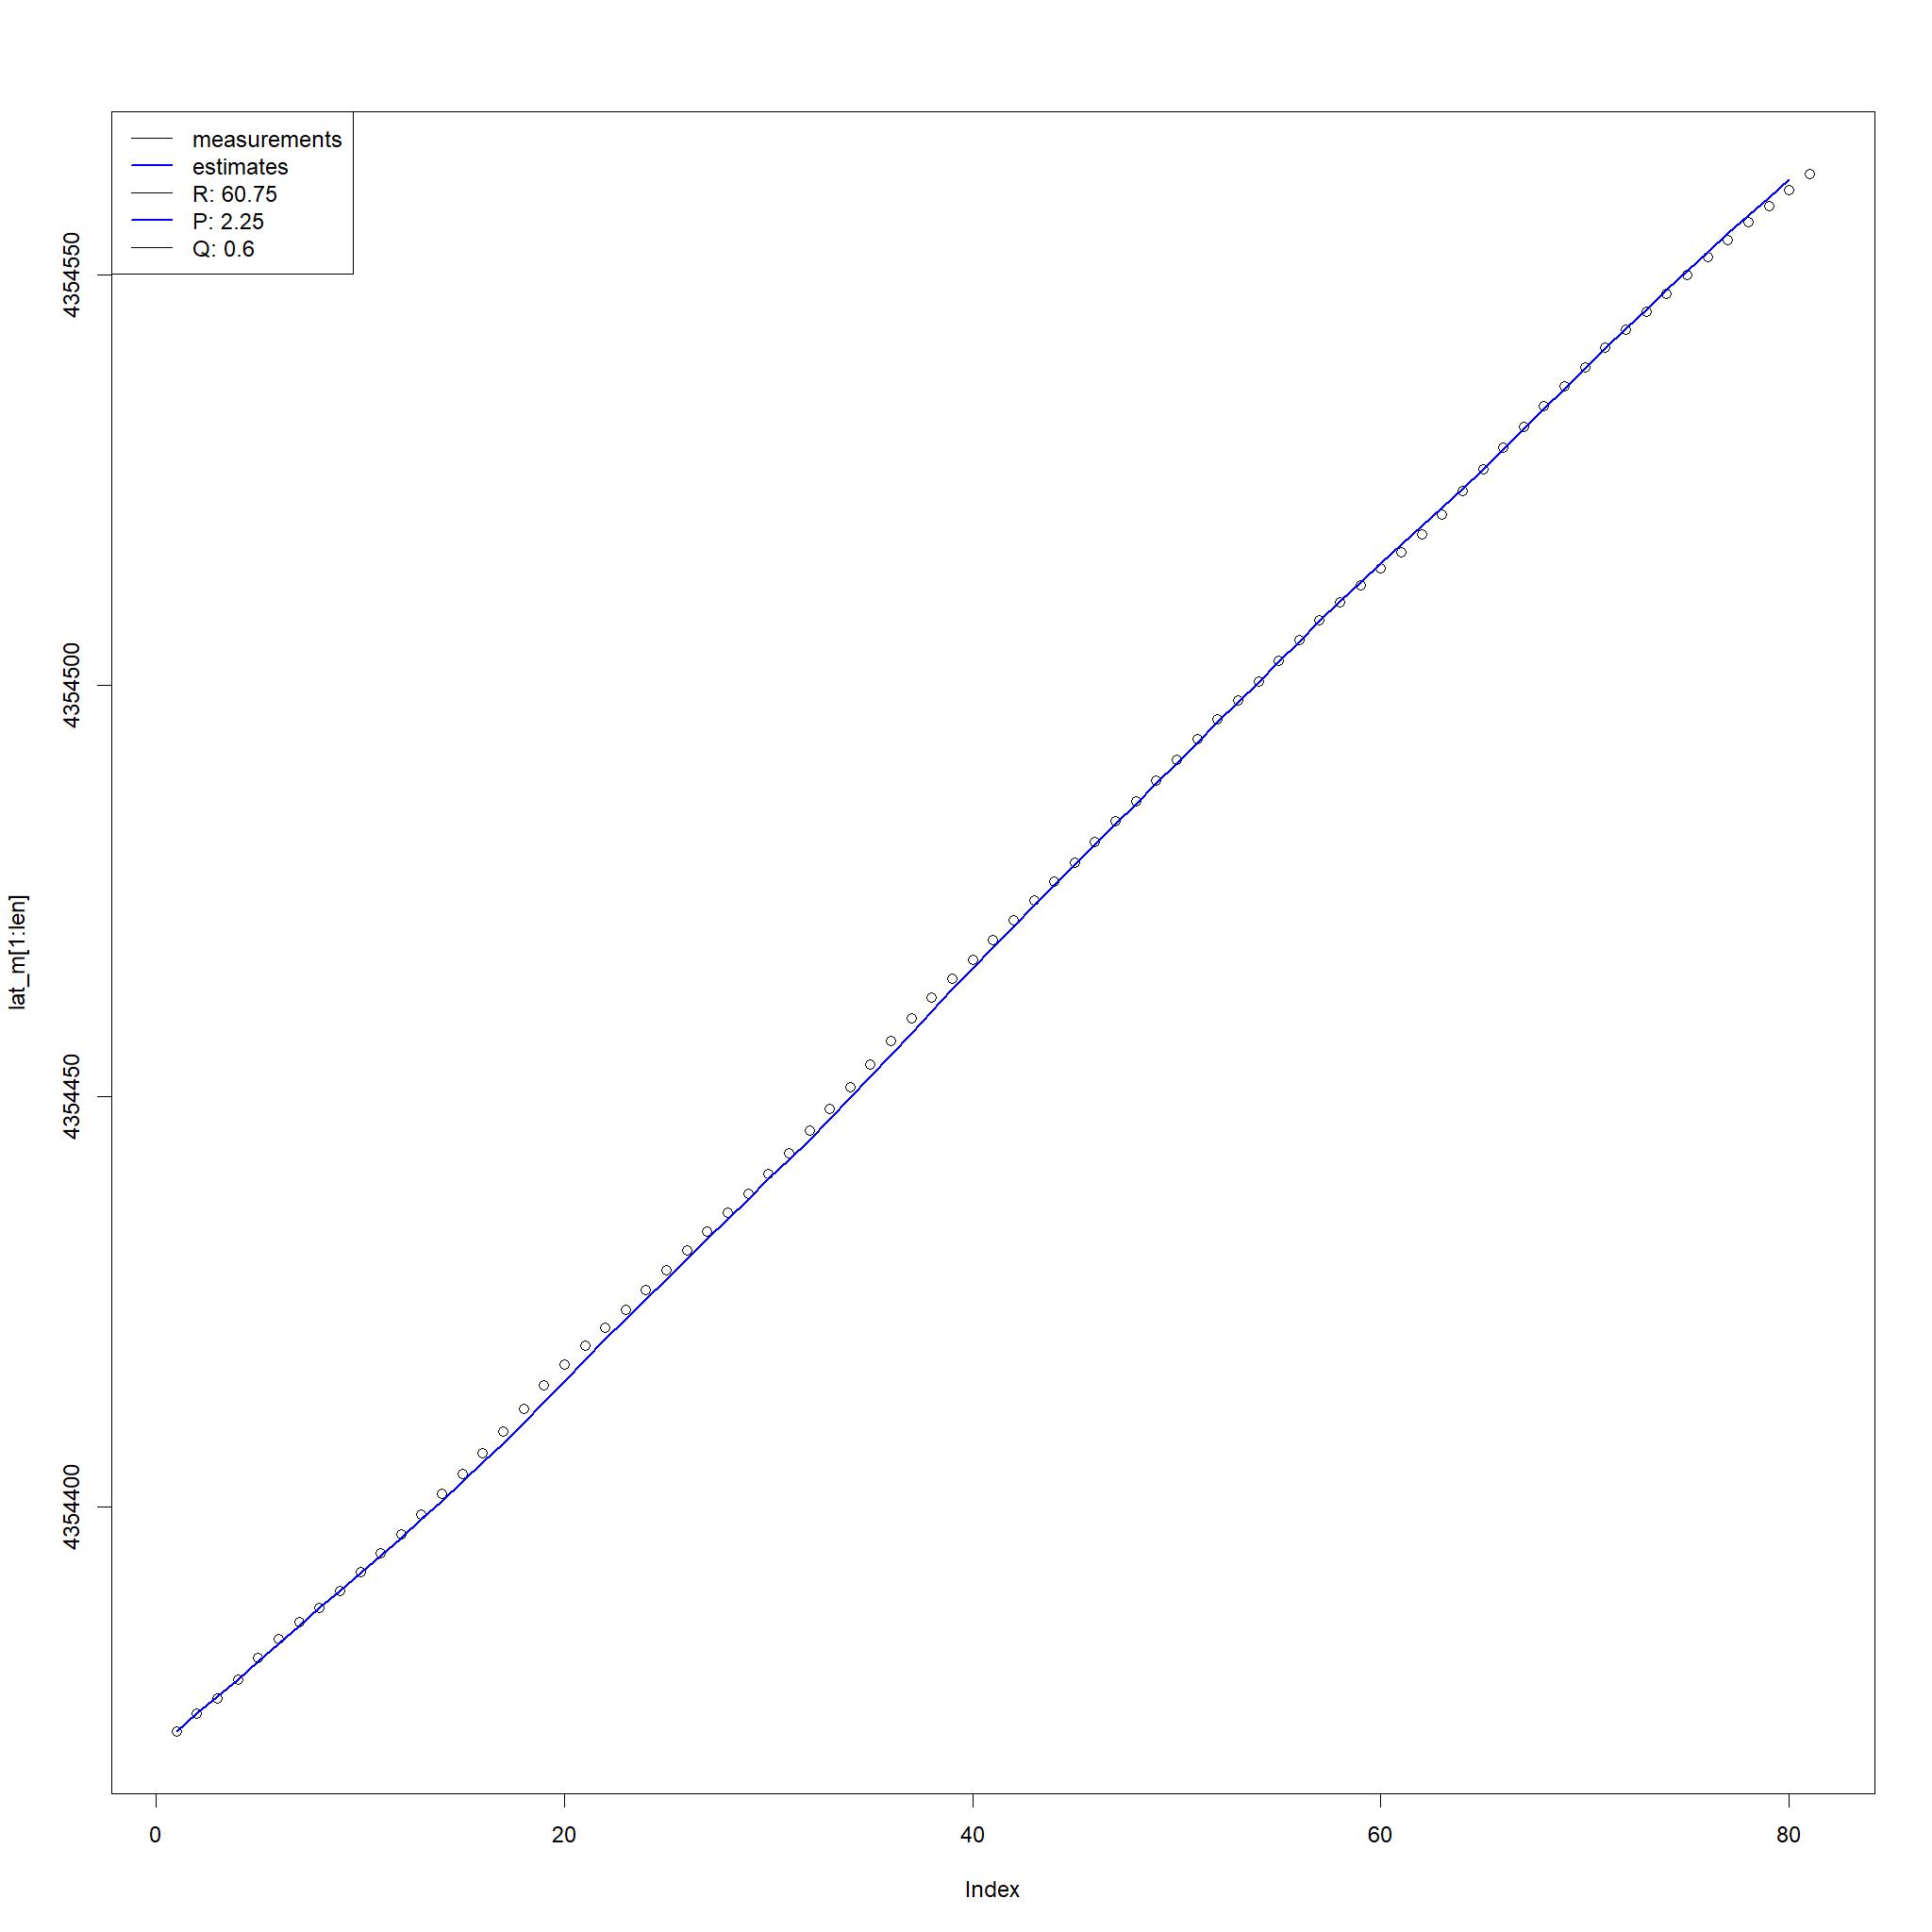 measurements
estimates
R: 60.75
P: 2.25
Q: 0.6
4354550
4354500
4354450
4354400
lat_m[1:len]
0 20 40 60 80
Index